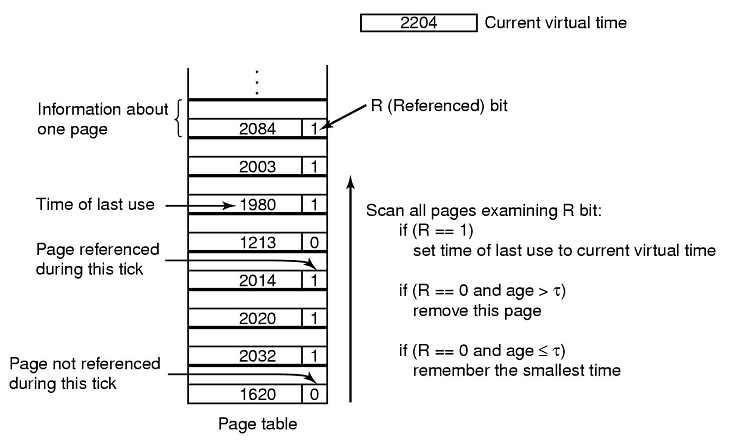 2204 Current virtual time
Information about
one page
R (Referenced) bit
2084 1
2003 1
Time of last use
1980 1
1213 0
Page referenced
during this tick
2014 1
2020 1
2032 1
Page not referenced
during this tick
1620 0
Page table
Scan all pages examining R bit:
if (R == 1)
set time of last use to current virtual time
if (R == 0 and age > τ)
remove this page
if (R == 0 and age ≤ τ)
remember the smallest time